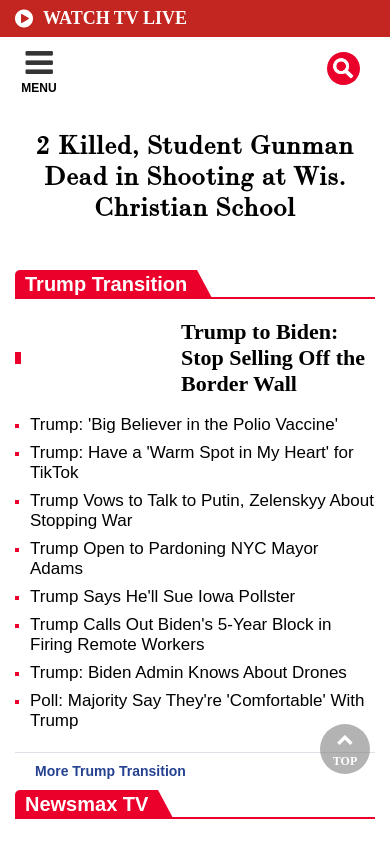 WATCH TV LIVE
MENU
2 Killed, Student Gunman
Dead in Shooting at Wis.
Christian School
Trump Transition
Trump to Biden:
Stop Selling Off the
Border Wall
Trump: 'Big Believer in the Polio Vaccine'
Trump: Have a 'Warm Spot in My Heart' for
TikTok
Trump Vows to Talk to Putin, Zelenskyy About
Stopping War
Trump Open to Pardoning NYC Mayor
Adams
Trump Says He'll Sue Iowa Pollster
Trump Calls Out Biden's 5-Year Block in
Firing Remote Workers
Trump: Biden Admin Knows About Drones
Poll: Majority Say They're 'Comfortable' With
Trump
TOP
More Trump Transition
Newsmax TV